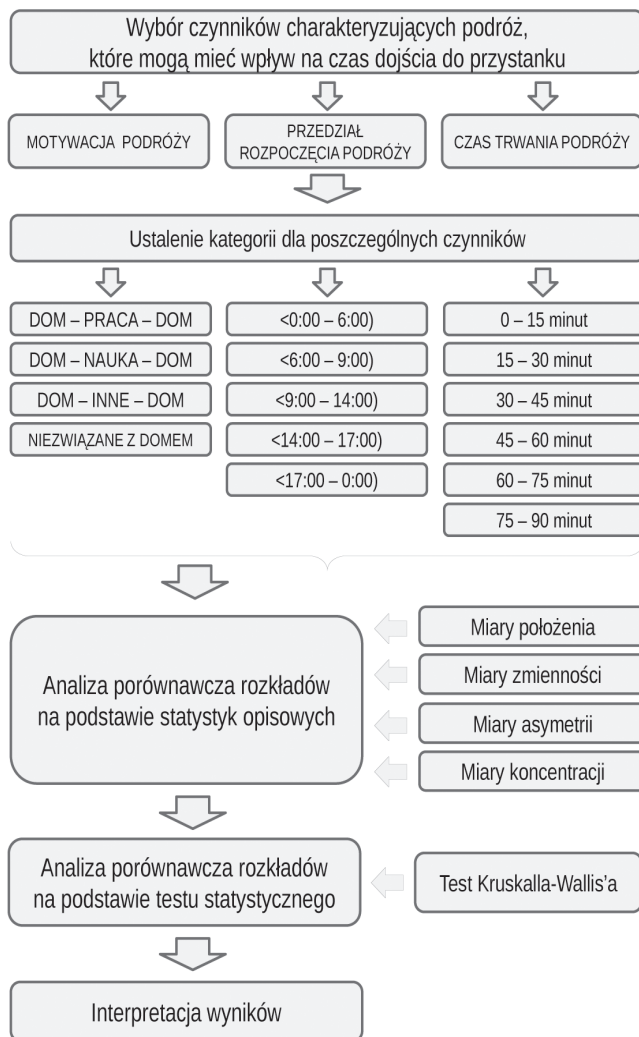 Wybór czynników charakteryzujących podróż,
które mogą mieć wpływ na czas dojścia do przystanku
MOTYWACJA PODRÓŻY
PRZEDZIAŁ
ROZPOCZĘCIA PODRÓŻY
CZAS TRWANIA PODRÓŻY
Ustalenie kategorii dla poszczególnych czynników
DOM – PRACA – DOM
DOM – NAUKA – DOM
DOM – INNE – DOM
NIEZWIĄZANE Z DOMEM
<0:00 – 6:00)
<6:00 – 9:00)
<9:00 – 14:00)
<14:00 – 17:00)
<17:00 – 0:00)
0 – 15 minut
15 – 30 minut
30 – 45 minut
45 – 60 minut
60 – 75 minut
75 – 90 minut
Analiza porównawcza rozkładów
na podstawie statystyk opisowych
Miary położenia
Miary zmienności
Miary asymetrii
Miary koncentracji
Analiza porównawcza rozkładów
na podstawie testu statystycznego
Test Kruskalla-Wallis’a
Interpretacja wyników